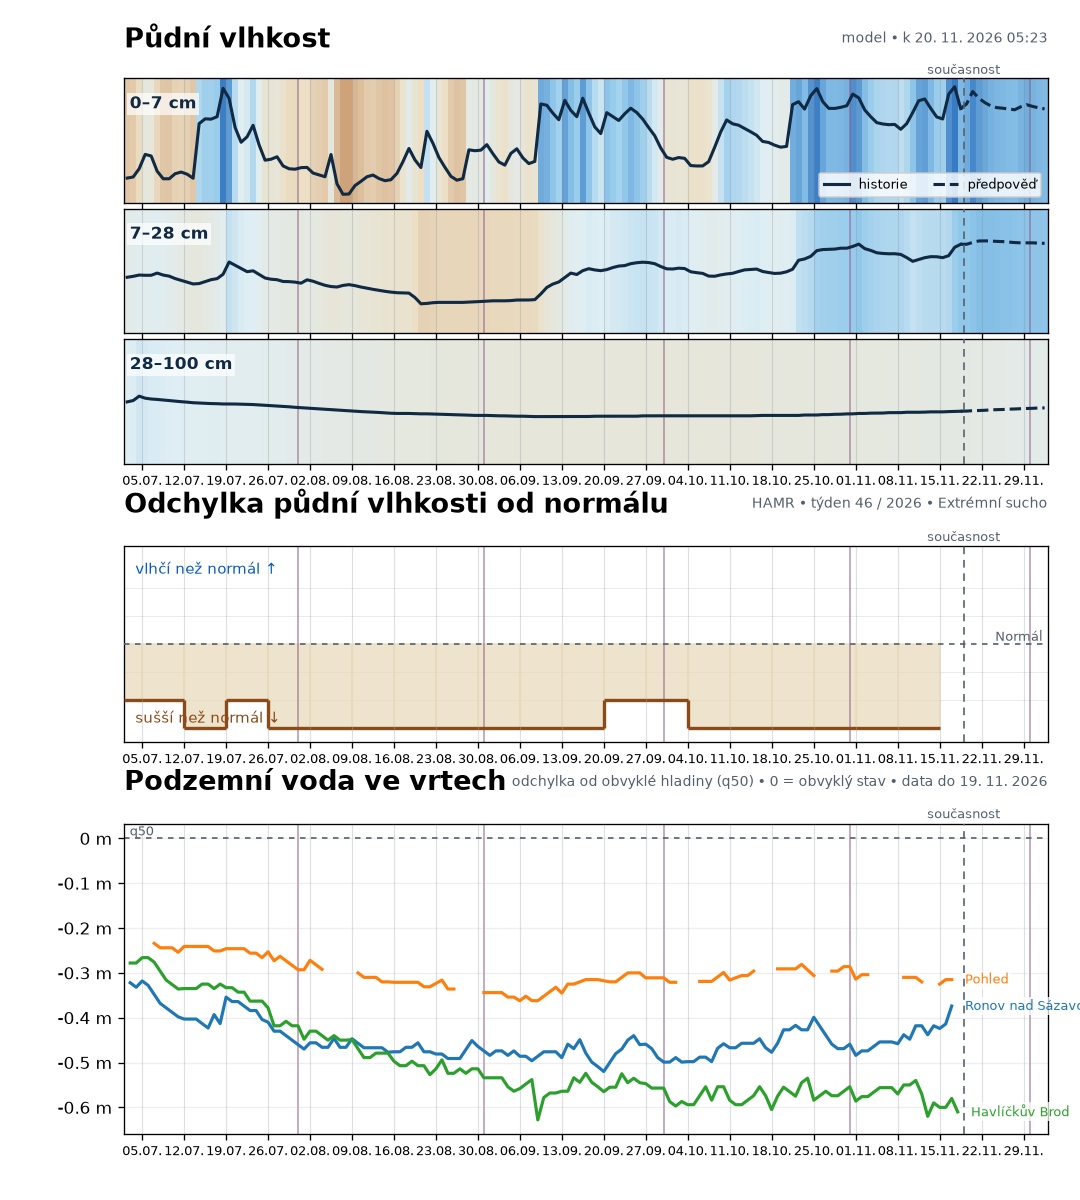 Půdní vlhkost
model • k 20. 11. 2026 05:23
současnost
0–7 cm
historie
předpověď
7–28 cm
28–100 cm
05.07. 12.07. 19.07. 26.07. 02.08. 09.08. 16.08. 23.08. 30.08. 06.09. 13.09. 20.09. 27.09. 04.10. 11.10. 18.10. 25.10. 01.11. 08.11. 15.11. 22.11. 29.11.
Odchylka půdní vlhkosti od normálu
HAMR • týden 46 / 2026 • Extrémní sucho
současnost
vlhčí než normál ↑
Normál
sušší než normál ↓
05.07. 12.07. 19.07. 26.07. 02.08. 09.08. 16.08. 23.08. 30.08. 06.09. 13.09. 20.09. 27.09. 04.10. 11.10. 18.10. 25.10. 01.11. 08.11. 15.11. 22.11. 29.11.
Podzemní voda ve vrtech
odchylka od obvyklé hladiny (q50) • 0 = obvyklý stav • data do 19. 11. 2026
současnost
q50
0 m
-0.1 m
-0.2 m
-0.3 m
Pohled
Ronov nad Sázavo
-0.4 m
-0.5 m
-0.6 m
Havlíčkův Brod
05.07. 12.07. 19.07. 26.07. 02.08. 09.08. 16.08. 23.08. 30.08. 06.09. 13.09. 20.09. 27.09. 04.10. 11.10. 18.10. 25.10. 01.11. 08.11. 15.11. 22.11. 29.11.